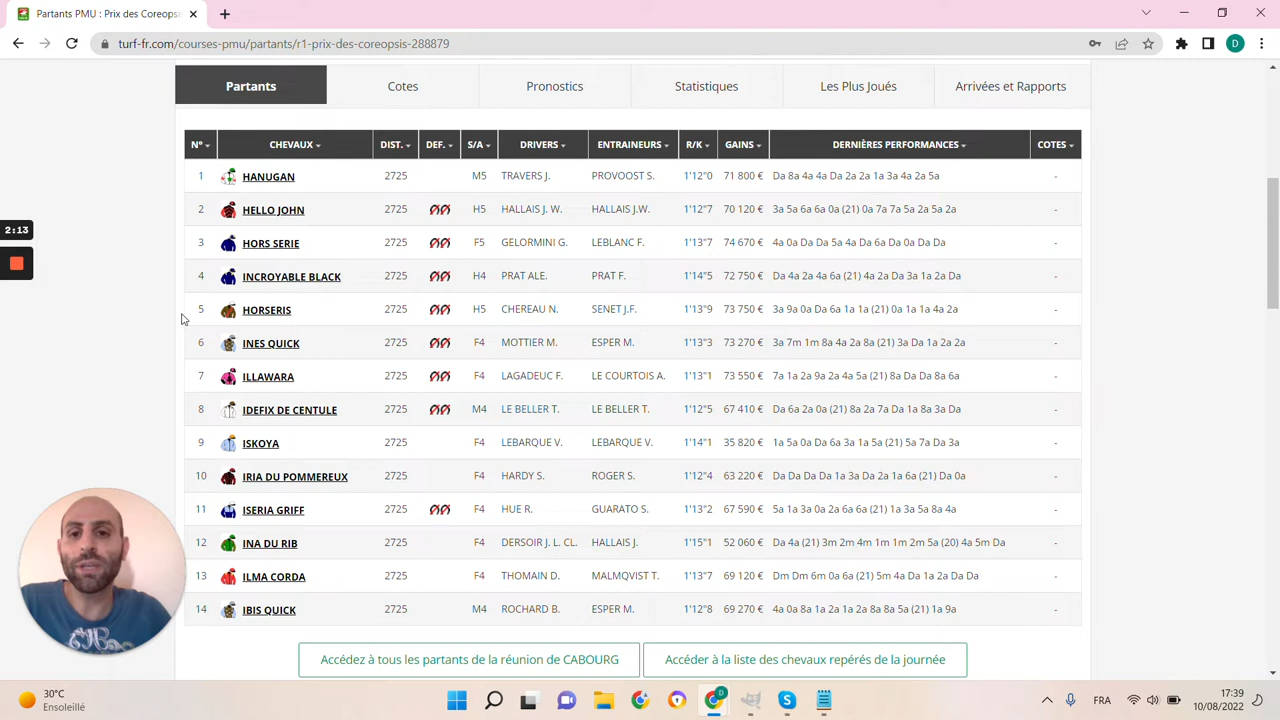 Partants PMU : Prix des Coreopsis
turf-fr.com/courses-pmu/partants/r1-prix-des-coreopsis-288879
D
Partants Cotes Pronostics Statistiques Les Plus Joués Arrivées et Rapports
N° CHEVAUX DIST. DEF. S/A DRIVERS ENTRAINEURS R/K GAINS DERNIÈRES PERFORMANCES COTES
1 HANUGAN 2725 M5 TRAVERS J. PROVOOST S. 1'12"0 71 800 € Da 8a 4a 4a Da 2a 2a 1a 3a 4a 2a 5a -
2 HELLO JOHN 2725 H5 HALLAIS J. W. HALLAIS J.W. 1'12"7 70 120 € 3a 5a 6a 6a 0a (21) 0a 7a 7a 5a 2a 5a 2a -
2:13
3 HORS SERIE 2725 F5 GELORMINI G. LEBLANC F. 1'13"7 74 670 € 4a 0a Da Da 5a 4a Da 6a Da 0a Da Da -
4 INCROYABLE BLACK 2725 H4 PRAT ALE. PRAT F. 1'14"5 72 750 € Da 4a 2a 4a 6a (21) 4a 2a Da 3a 1a 2a Da -
5 HORSERIS 2725 H5 CHEREAU N. SENET J.F. 1'13"9 73 750 € 3a 9a 0a Da 6a 1a 1a (21) 0a 1a 1a 4a 2a -
6 INES QUICK 2725 F4 MOTTIER M. ESPER M. 1'13"3 73 270 € 3a 7m 1m 8a 4a 2a 8a (21) 3a Da 1a 2a 2a -
7 ILLAWARA 2725 F4 LAGADEUC F. LE COURTOIS A. 1'13"1 73 550 € 7a 1a 2a 9a 2a 4a 5a (21) 8a Da Da 8a 6a -
8 IDEFIX DE CENTULE 2725 M4 LE BELLER T. LE BELLER T. 1'12"5 67 410 € Da 6a 2a 0a (21) 8a 2a 7a Da 1a 8a 3a Da -
9 ISKOYA 2725 F4 LEBARQUE V. LEBARQUE V. 1'14"1 35 820 € 1a 5a 0a Da 6a 3a 1a 5a (21) 5a 7a Da 3a -
10 IRIA DU POMMEREUX 2725 F4 HARDY S. ROGER S. 1'12"4 63 220 € Da Da Da Da 1a 3a Da 2a 1a 6a (21) Da 0a -
11 ISERIA GRIFF 2725 F4 HUE R. GUARATO S. 1'13"2 67 590 € 5a 1a 3a 0a 2a 6a 6a (21) 1a 3a 5a 8a 4a -
12 INA DU RIB 2725 F4 DERSOIR J. L. CL. HALLAIS J. 1'15"1 52 060 € Da 4a (21) 3m 2m 4m 1m 1m 2m 5a (20) 4a 5m Da -
13 ILMA CORDA 2725 F4 THOMAIN D. MALMQVIST T. 1'13"7 69 120 € Dm Dm 6m 0a 6a (21) 5m 4a Da 1a 2a Da Da -
14 IBIS QUICK 2725 M4 ROCHARD B. ESPER M. 1'12"8 69 270 € 4a 0a 8a 1a 2a 1a 2a 8a 8a 5a (21) 1a 9a -
Accédez à tous les partants de la réunion de CABOURG Accéder à la liste des chevaux repérés de la journée
30°C
Ensoleillé
FRA
17:39
10/08/2022